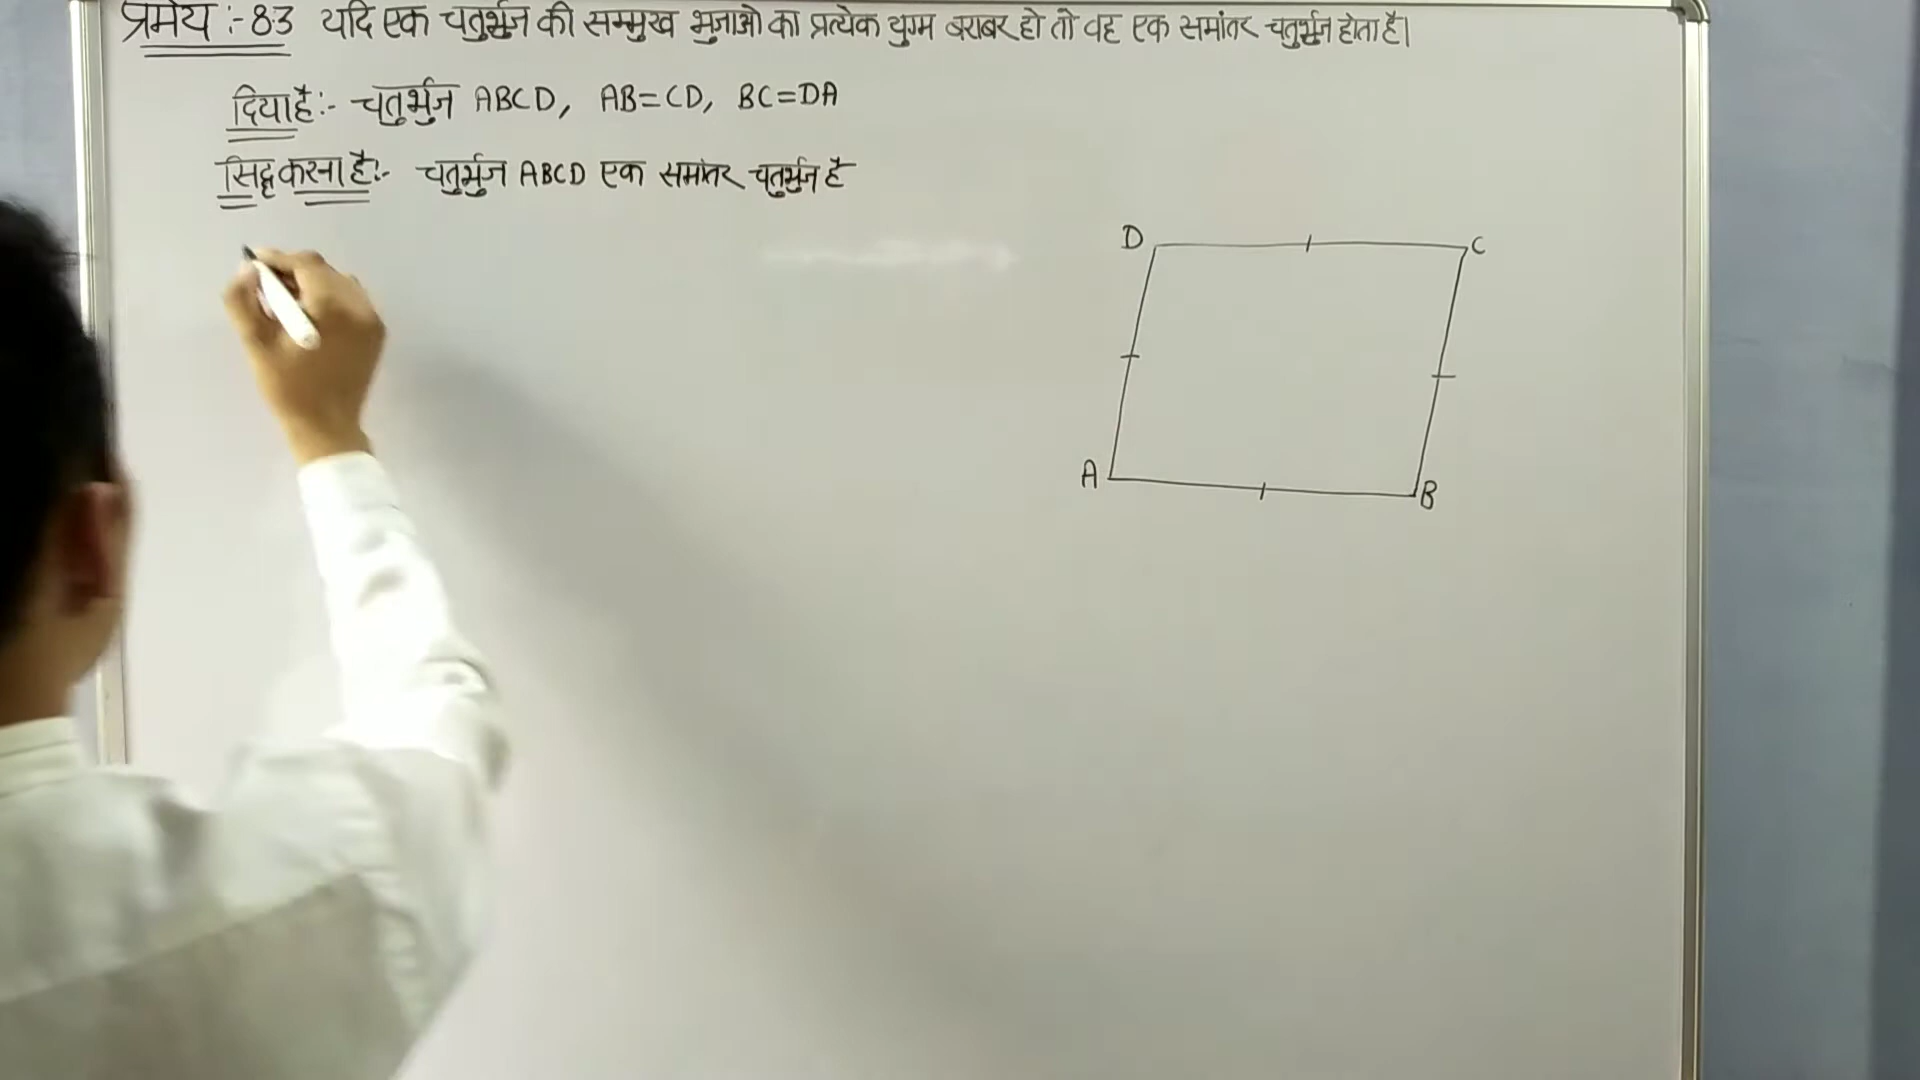 प्रमेय :- 8.3 यदि एक चतुर्भुज की सम्मुख भुजाओ का प्रत्येक युग्म बराबर हो तो वह एक समांतर चतुर्भुज होता है।
दिया है:- चतुर्भुज ABCD, AB=CD, BC=DA
सिद्ध करना है:- चतुर्भुज ABCD एक समांतर चतुर्भुज है
D C
A B